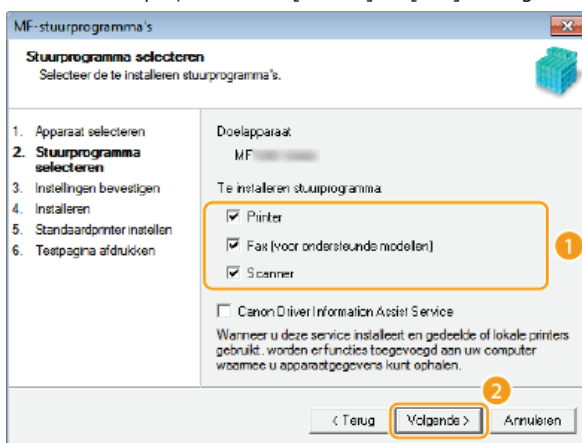 MF-stuurprogramma's
Stuurprogramma selecteren
Selecteer de te installeren stuurprogramma's.
1. Apparaat selecteren
2. Stuurprogramma
selecteren
3. Instellingen bevestigen
4. Installeren
5. Standaardprinter instellen
6. Testpagina afdrukken
Doelapparaat
MF
Te installeren stuurprogramma
Printer
Fax (voor ondersteunde modellen)
Scanner
1
Canon Driver Information Assist Service
Wanneer u deze service installeert en gedeelde of lokale printers
gebruikt, worden er functies toegevoegd aan uw computer
waarmee u apparaatgegevens kunt ophalen.
2
< Terug
Volgende >
Annuleren